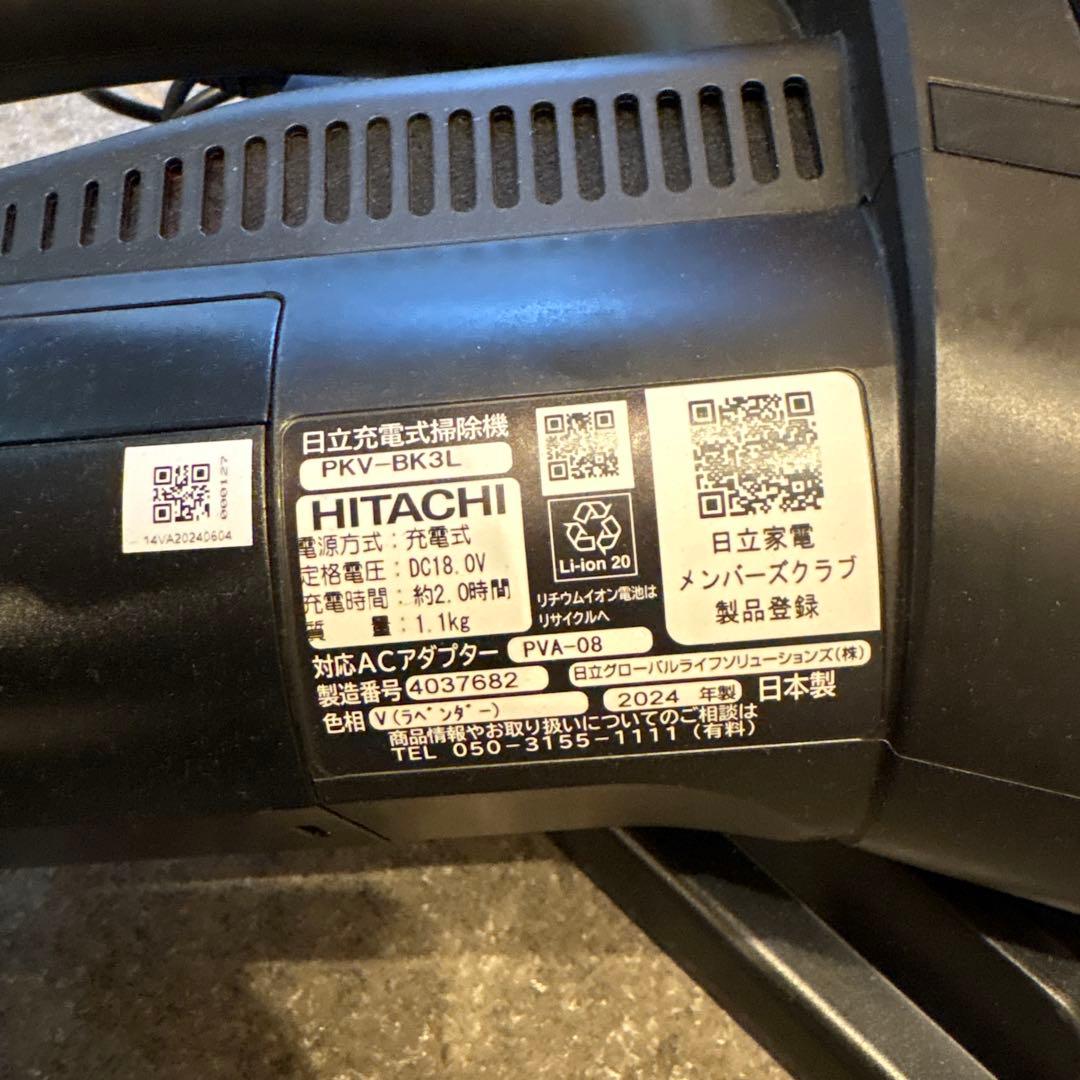 日立充電式掃除機
PKV-BK3L
HITACHI
電源方式：充電式
定格電圧：DC18.0V
充電時間：約2.0時間
質　　量：1.1kg
Li-ion 20
リチウムイオン電池は
リサイクルへ
日立家電
メンバーズクラブ
製品登録
対応ACアダプター PVA-08
製造番号 4037682
日立グローバルライフソリューションズ(株)
色相 V(ラベンダー)
2024 年製 日本製
商品情報やお取り扱いについてのご相談は
TEL 050-3155-1111 (有料)
000127
14VA20240604